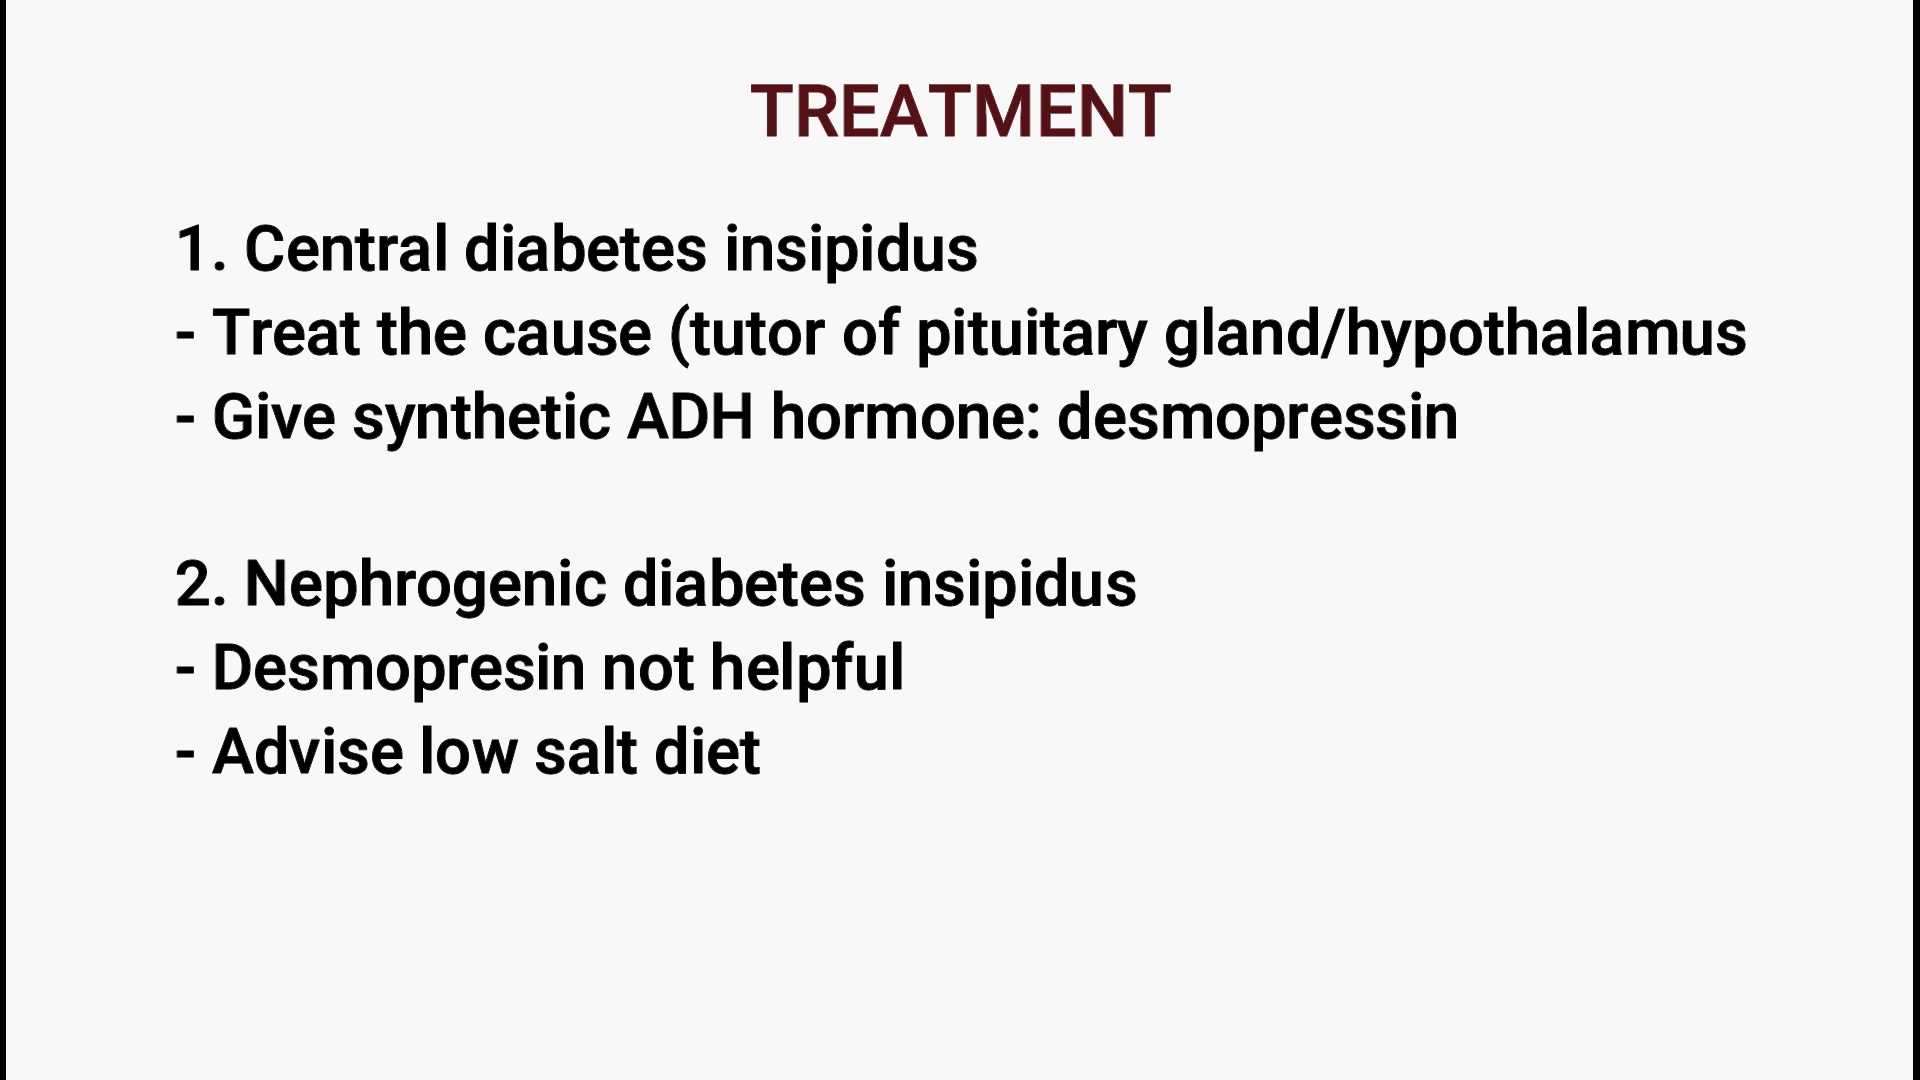 TREATMENT
1. Central diabetes insipidus
- Treat the cause (tutor of pituitary gland/hypothalamus
- Give synthetic ADH hormone: desmopressin
2. Nephrogenic diabetes insipidus
- Desmopresin not helpful
- Advise low salt diet